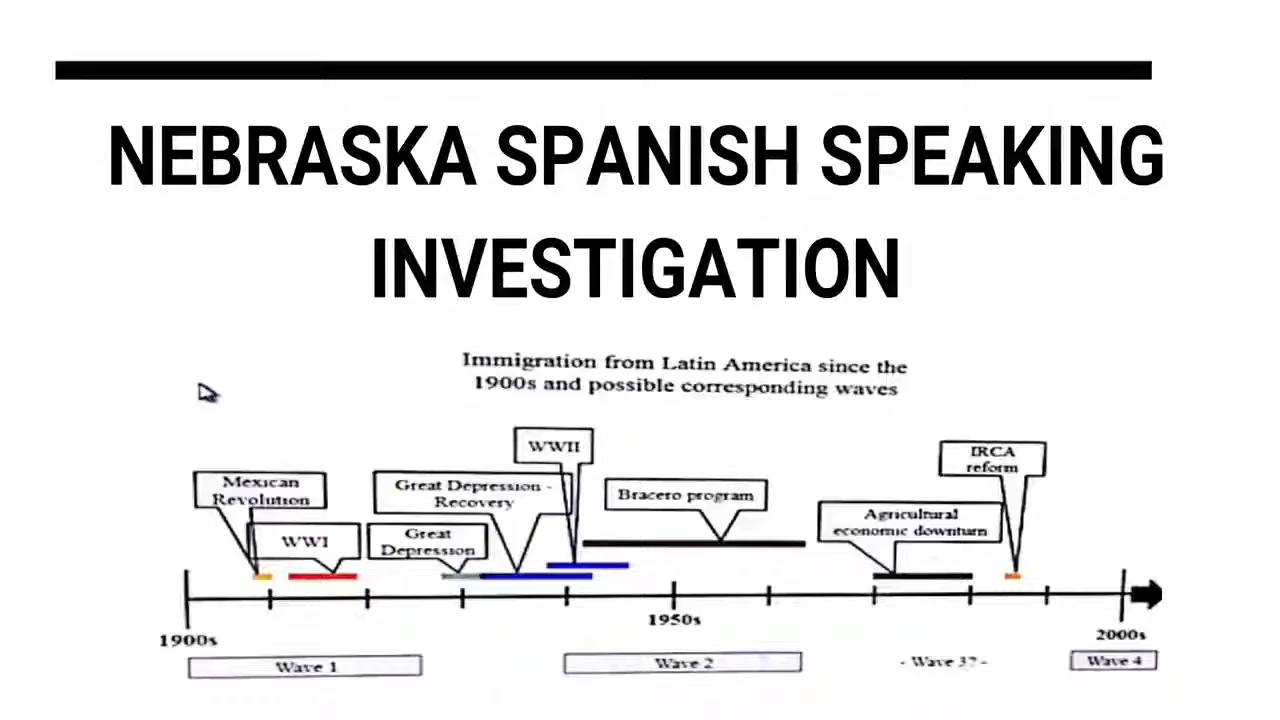 NEBRASKA SPANISH SPEAKING
INVESTIGATION
Immigration from Latin America since the
1900s and possible corresponding waves
WWII
IRCA
reform
Mexican
Revolution
Great Depression -
Recovery
Bracero program
Agricultural
economic downturn
WWI
Great
Depression
1900s
1950s
2000s
Wave 1
Wave 2
- Wave 3? -
Wave 4